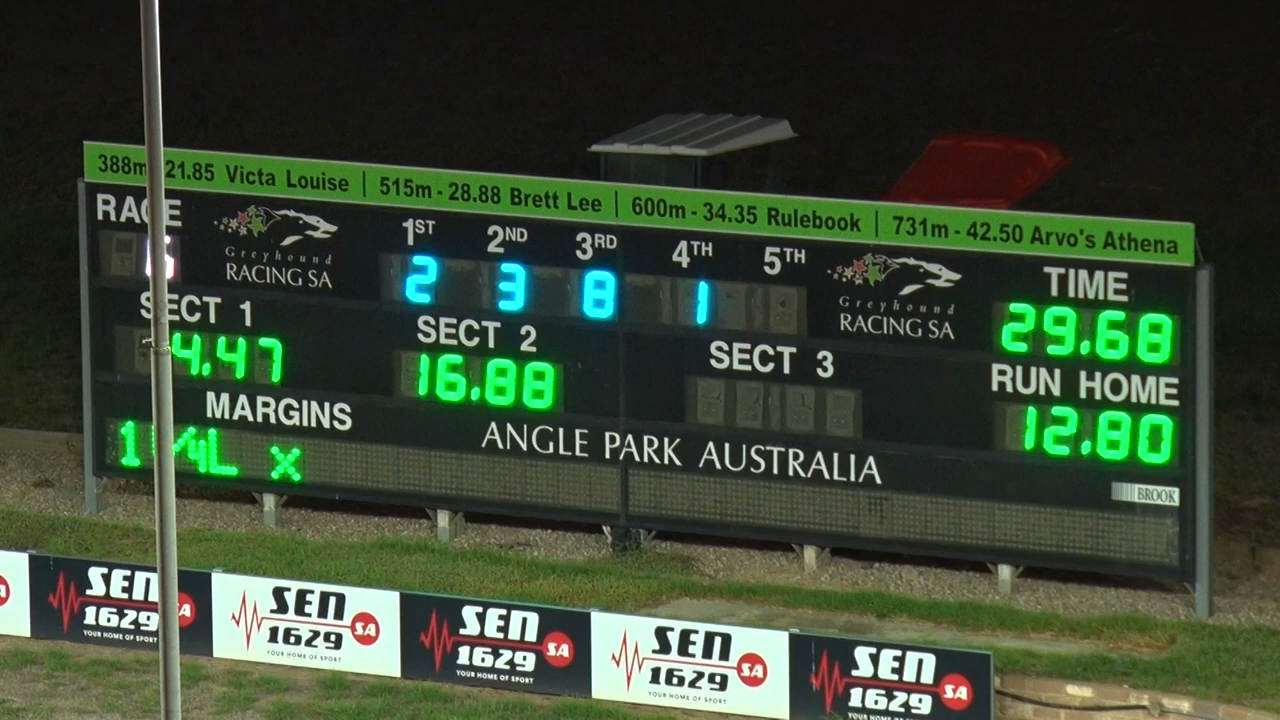 388m 21.85 Victa Louise | 515m - 28.88 Brett Lee | 600m - 34.35 Rulebook | 731m - 42.50 Arvo's Athena
RACE
Greyhound
RACING SA
1ST 2ND 3RD 4TH 5TH
2 3 8 1
Greyhound
RACING SA
TIME
29.68
SECT 1
4.47
SECT 2
16.88
SECT 3
RUN HOME
12.80
MARGINS
1 1/4L x
ANGLE PARK AUSTRALIA
BROOK
SEN
1629 SA
YOUR HOME OF SPORT
SEN
1629 SA
YOUR HOME OF SPORT
SEN
1629 SA
YOUR HOME OF SPORT
SEN
1629 SA
YOUR HOME OF SPORT
SEN
1629 SA
YOUR HOME OF SPORT